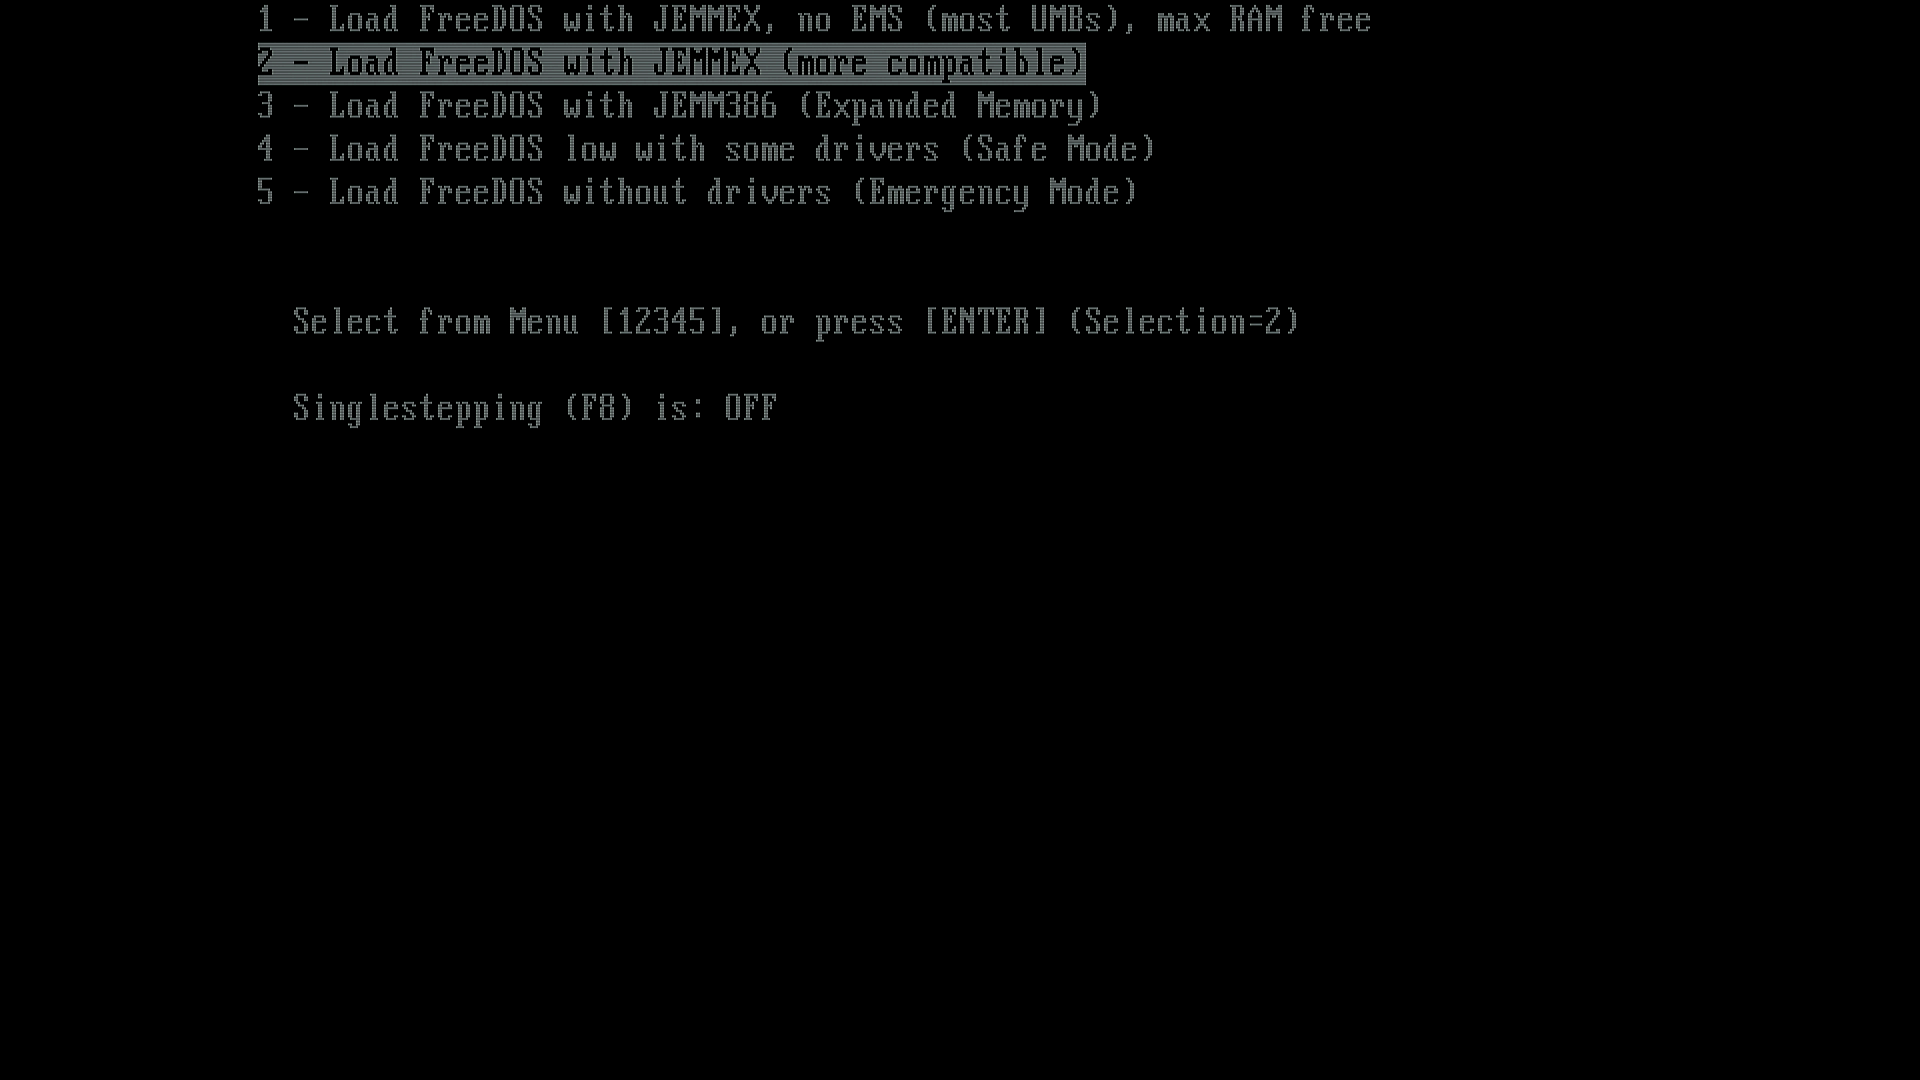 1 - Load FreeDOS with JEMMEX, no EMS (most UMBs), max RAM free
2 - Load FreeDOS with JEMMEX (more compatible)
3 - Load FreeDOS with JEMM386 (Expanded Memory)
4 - Load FreeDOS low with some drivers (Safe Mode)
5 - Load FreeDOS without drivers (Emergency Mode)
Select from Menu [12345], or press [ENTER] (Selection=2)
Singlestepping (F8) is: OFF